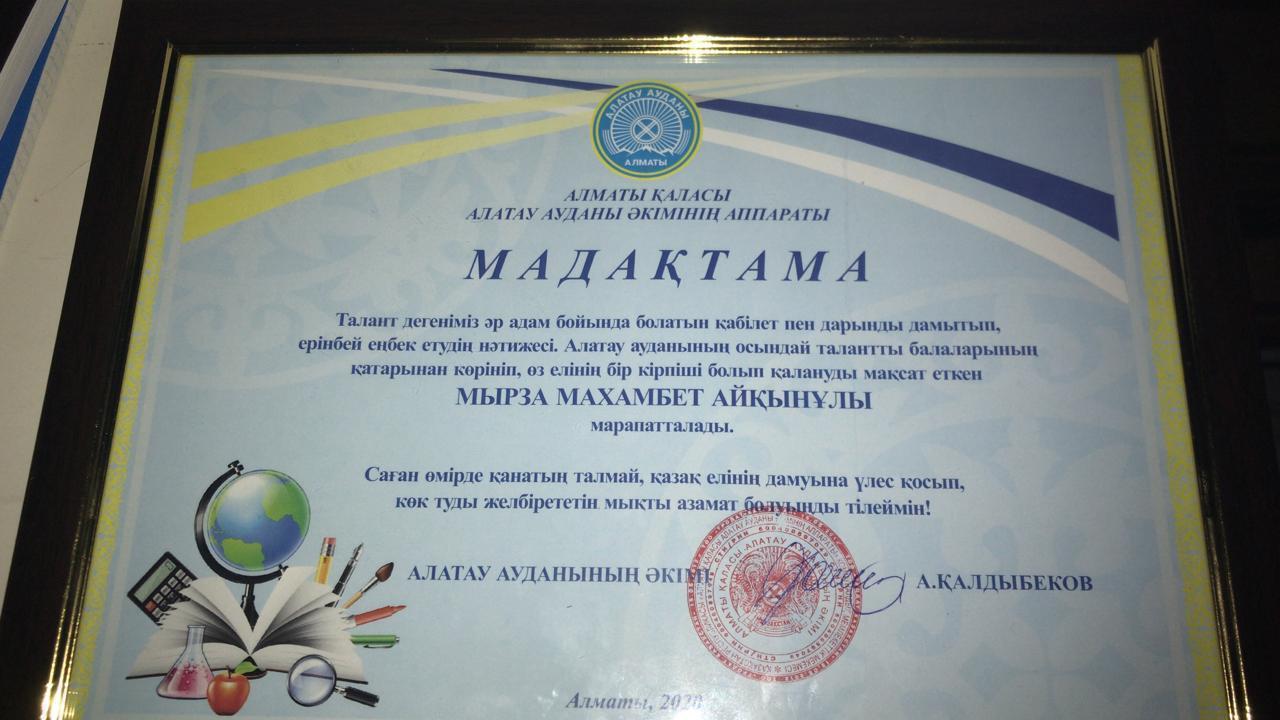 АЛАТАУ АУДАНЫ
АЛМАТЫ
АЛМАТЫ ҚАЛАСЫ
АЛАТАУ АУДАНЫ ӘКІМІНІҢ АППАРАТЫ
МАДАҚТАМА
Талант дегеніміз әр адам бойында болатын қабілет пен дарынды дамытып,
ерінбей еңбек етудің нәтижесі. Алатау ауданының осындай талантты балаларының
қатарынан көрініп, өз елінің бір кірпіші болып қалануды мақсат еткен
МЫРЗА МАХАМБЕТ АЙҚЫНҰЛЫ
марапатталады.
Саған өмірде қанатың талмай, қазақ елінің дамуына үлес қосып,
көк туды желбірететін мықты азамат болуыңды тілеймін!
АЛАТАУ АУДАНЫНЫҢ ӘКІМІ
А.ҚАЛДЫБЕКОВ
Алматы, 2020